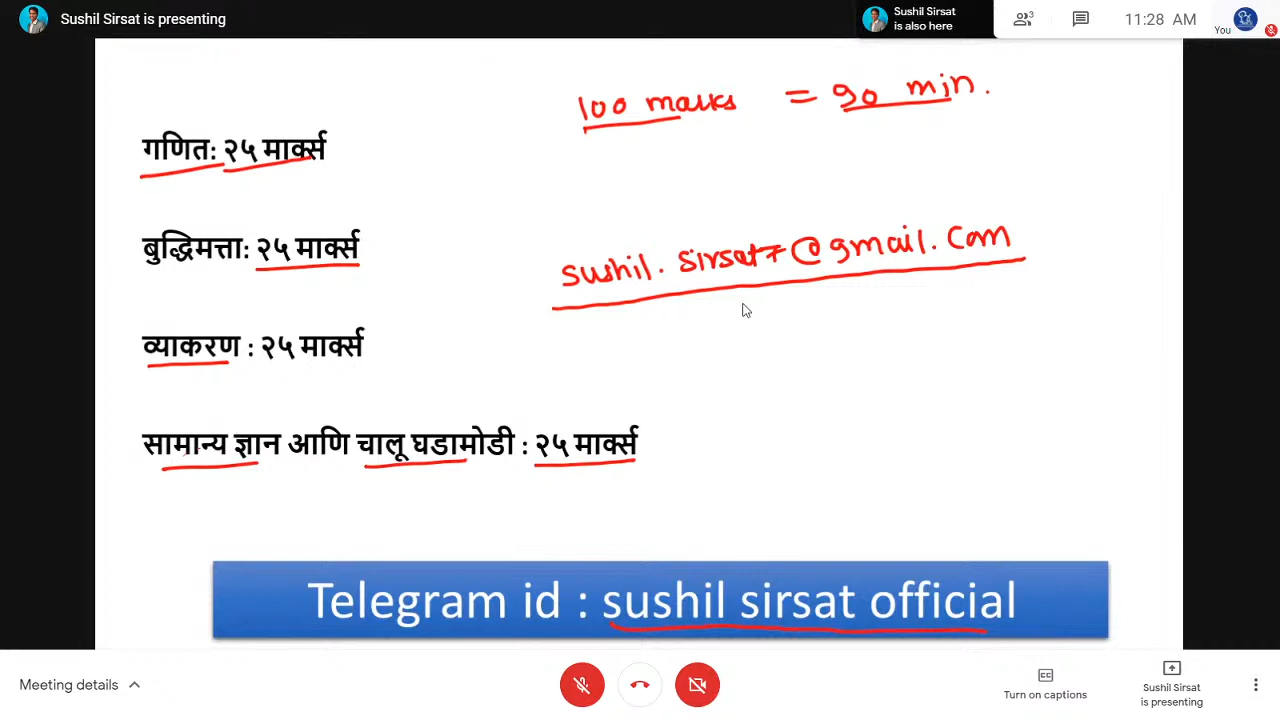 Sushil Sirsat is presenting
Sushil Sirsat
is also here
3
11:28 AM
You
100 marks = 90 min.
गणित: २५ मार्क्स
बुद्धिमत्ता: २५ मार्क्स
sushil.sirsat7@gmail.com
व्याकरण : २५ मार्क्स
सामान्य ज्ञान आणि चालू घडामोडी : २५ मार्क्स
Telegram id : sushil sirsat official
Meeting details
CC
Turn on captions
Sushil Sirsat
is presenting